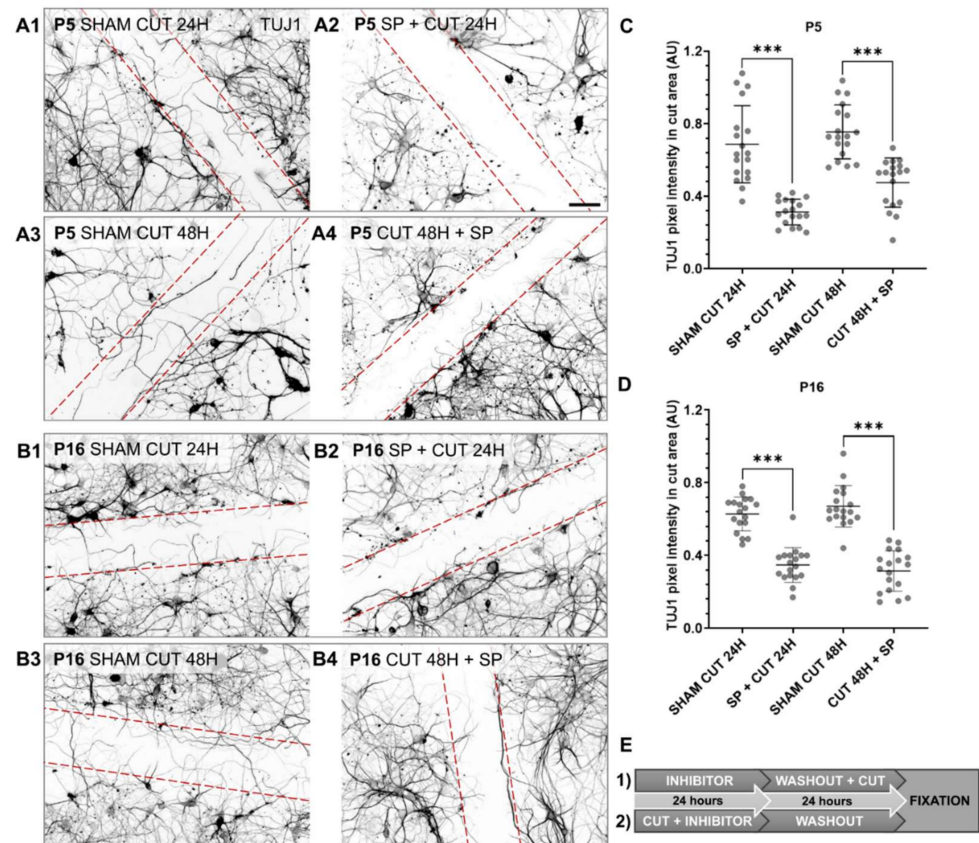 A1 P5 SHAM CUT 24H TUJ1
A2 P5 SP + CUT 24H
A3 P5 SHAM CUT 48H
A4 P5 CUT 48H + SP
B1 P16 SHAM CUT 24H
B2 P16 SP + CUT 24H
B3 P16 SHAM CUT 48H
B4 P16 CUT 48H + SP
C
P5
TUJ1 pixel intensity in cut area (AU)
1.2
0.8
0.4
0.0
***
***
SHAM CUT 24H
SP + CUT 24H
SHAM CUT 48H
CUT 48H + SP
D
P16
TUJ1 pixel intensity in cut area (AU)
1.2
0.8
0.4
0.0
***
***
SHAM CUT 24H
SP + CUT 24H
SHAM CUT 48H
CUT 48H + SP
E
1) INHIBITOR WASHOUT + CUT
24 hours 24 hours FIXATION
2) CUT + INHIBITOR WASHOUT